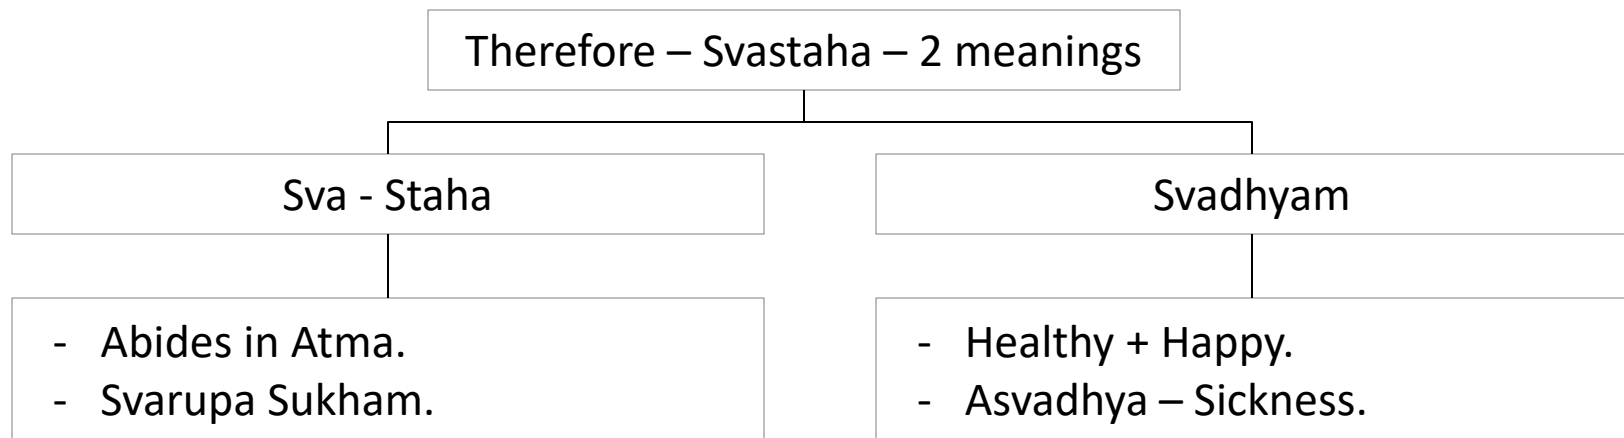 Therefore – Svastaha – 2 meanings
Sva - Staha
Svadhyam
- Abides in Atma.
- Svarupa Sukham.
- Healthy + Happy.
- Asvadhya – Sickness.